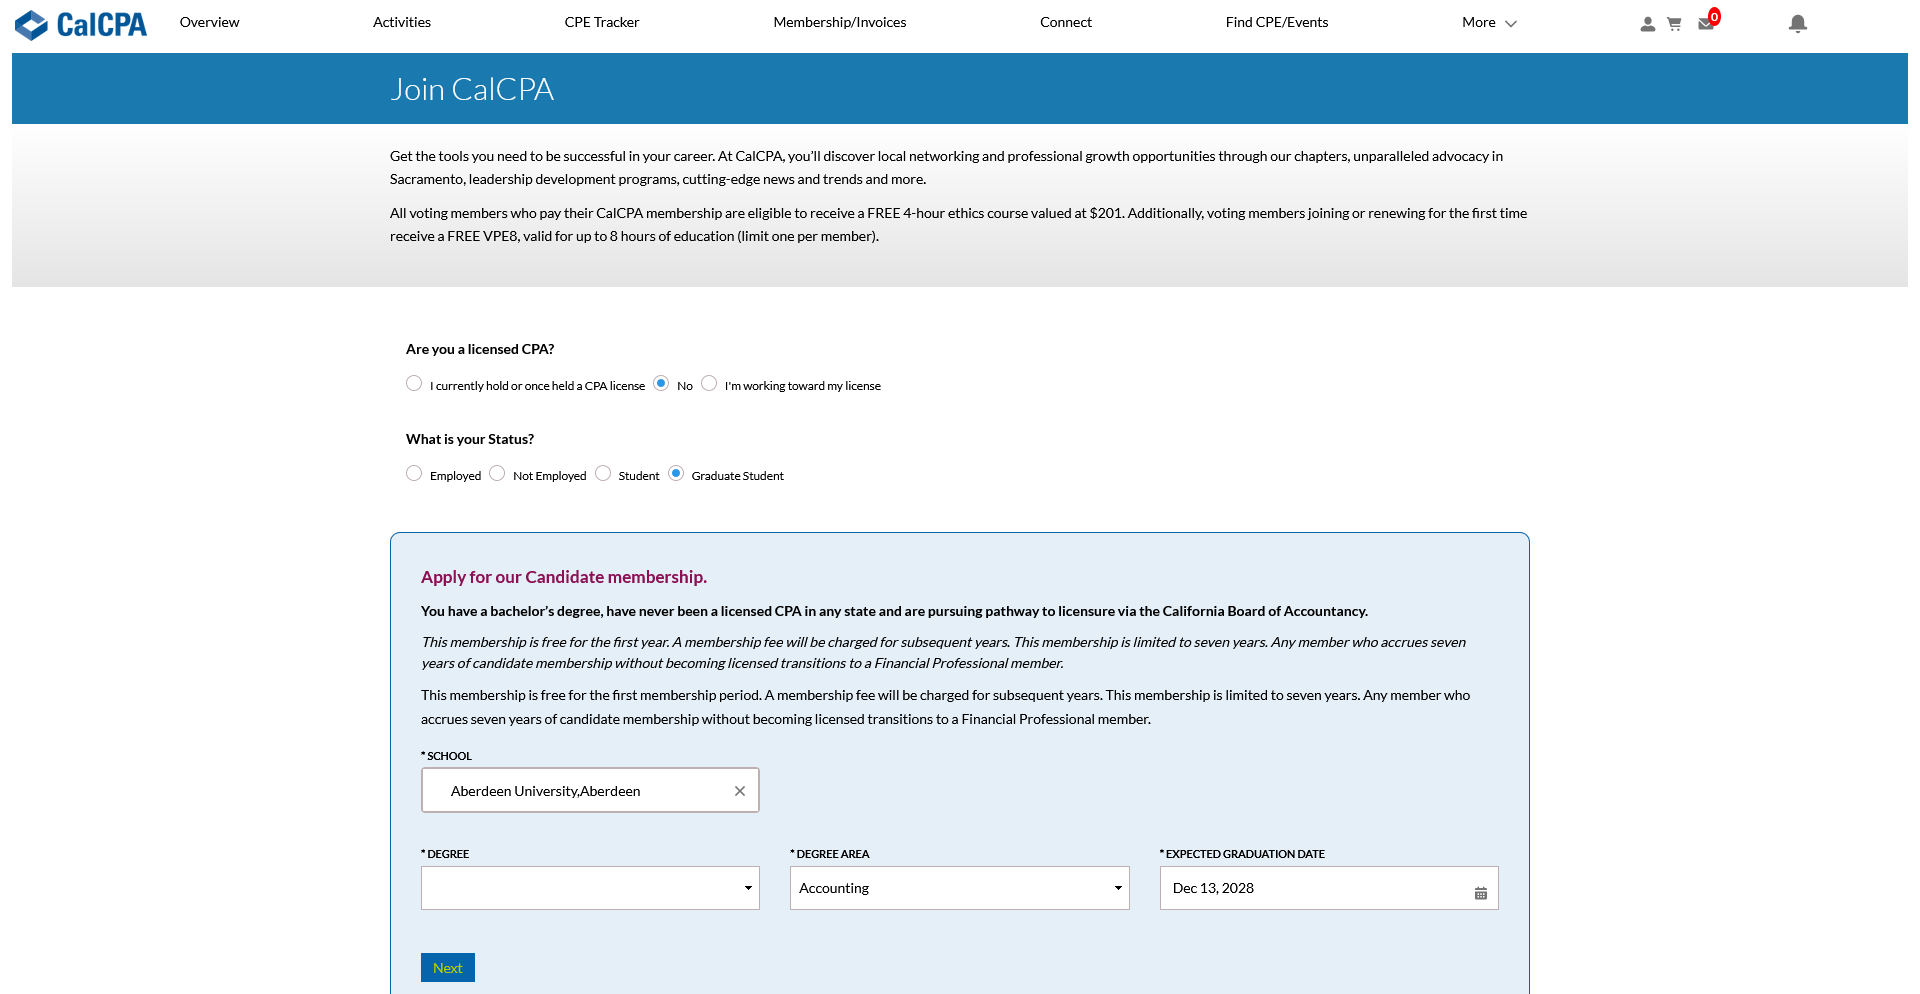 CalCPA
Overview
Activities
CPE Tracker
Membership/Invoices
Connect
Find CPE/Events
More
0
Join CalCPA
Get the tools you need to be successful in your career. At CalCPA, you’ll discover local networking and professional growth opportunities through our chapters, unparalleled advocacy in
Sacramento, leadership development programs, cutting-edge news and trends and more.
All voting members who pay their CalCPA membership are eligible to receive a FREE 4-hour ethics course valued at $201. Additionally, voting members joining or renewing for the first time
receive a FREE VPE8, valid for up to 8 hours of education (limit one per member).
Are you a licensed CPA?
I currently hold or once held a CPA license No I'm working toward my license
What is your Status?
Employed Not Employed Student Graduate Student
Apply for our Candidate membership.
You have a bachelor’s degree, have never been a licensed CPA in any state and are pursuing pathway to licensure via the California Board of Accountancy.
This membership is free for the first year. A membership fee will be charged for subsequent years. This membership is limited to seven years. Any member who accrues seven
years of candidate membership without becoming licensed transitions to a Financial Professional member.
This membership is free for the first membership period. A membership fee will be charged for subsequent years. This membership is limited to seven years. Any member who
accrues seven years of candidate membership without becoming licensed transitions to a Financial Professional member.
* SCHOOL
Aberdeen University,Aberdeen
* DEGREE
* DEGREE AREA
* EXPECTED GRADUATION DATE
Accounting
Dec 13, 2028
Next